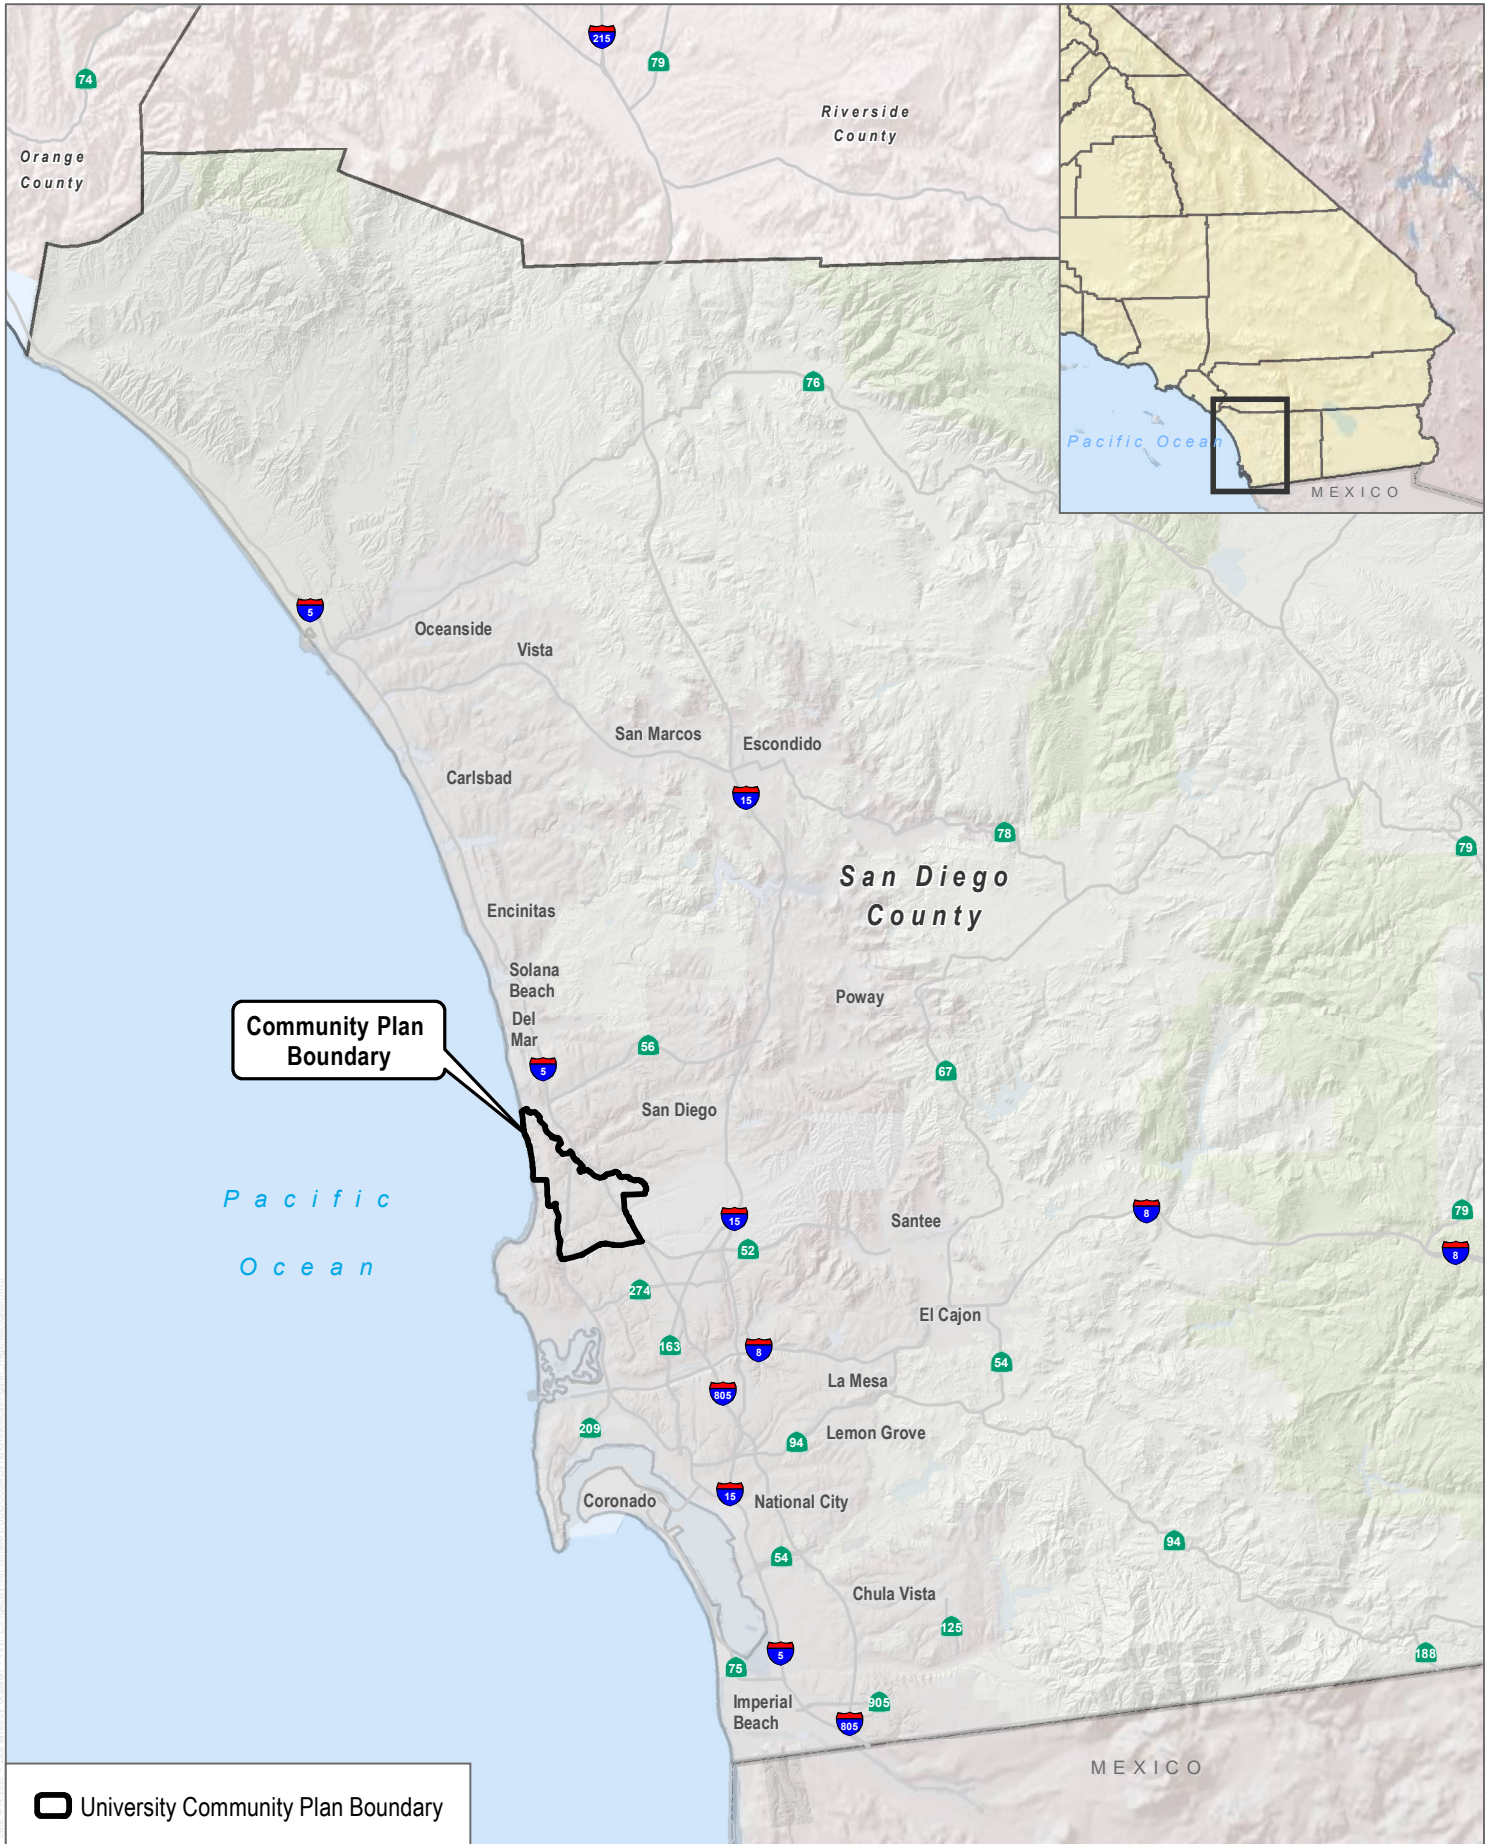 215
79
74
Riverside
County
Orange
County
76
Pacific Ocean
MEXICO
5
Oceanside
Vista
San Marcos
Escondido
Carlsbad
15
78
79
San Diego
County
Encinitas
Solana
Beach
Poway
Del
Mar
Community Plan
Boundary
56
5
67
San Diego
Pacific
Ocean
15
Santee
8
79
52
8
274
El Cajon
163
8
54
La Mesa
805
209
94
Lemon Grove
Coronado
15
National City
94
54
Chula Vista
125
5
188
75
Imperial
Beach
905
805
MEXICO
University Community Plan Boundary